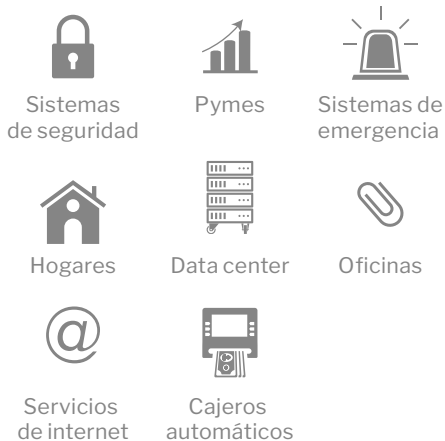 Sistemas
de seguridad
Pymes
Sistemas de
emergencia
Hogares
Data center
Oficinas
@
Servicios
de internet
Cajeros
automáticos